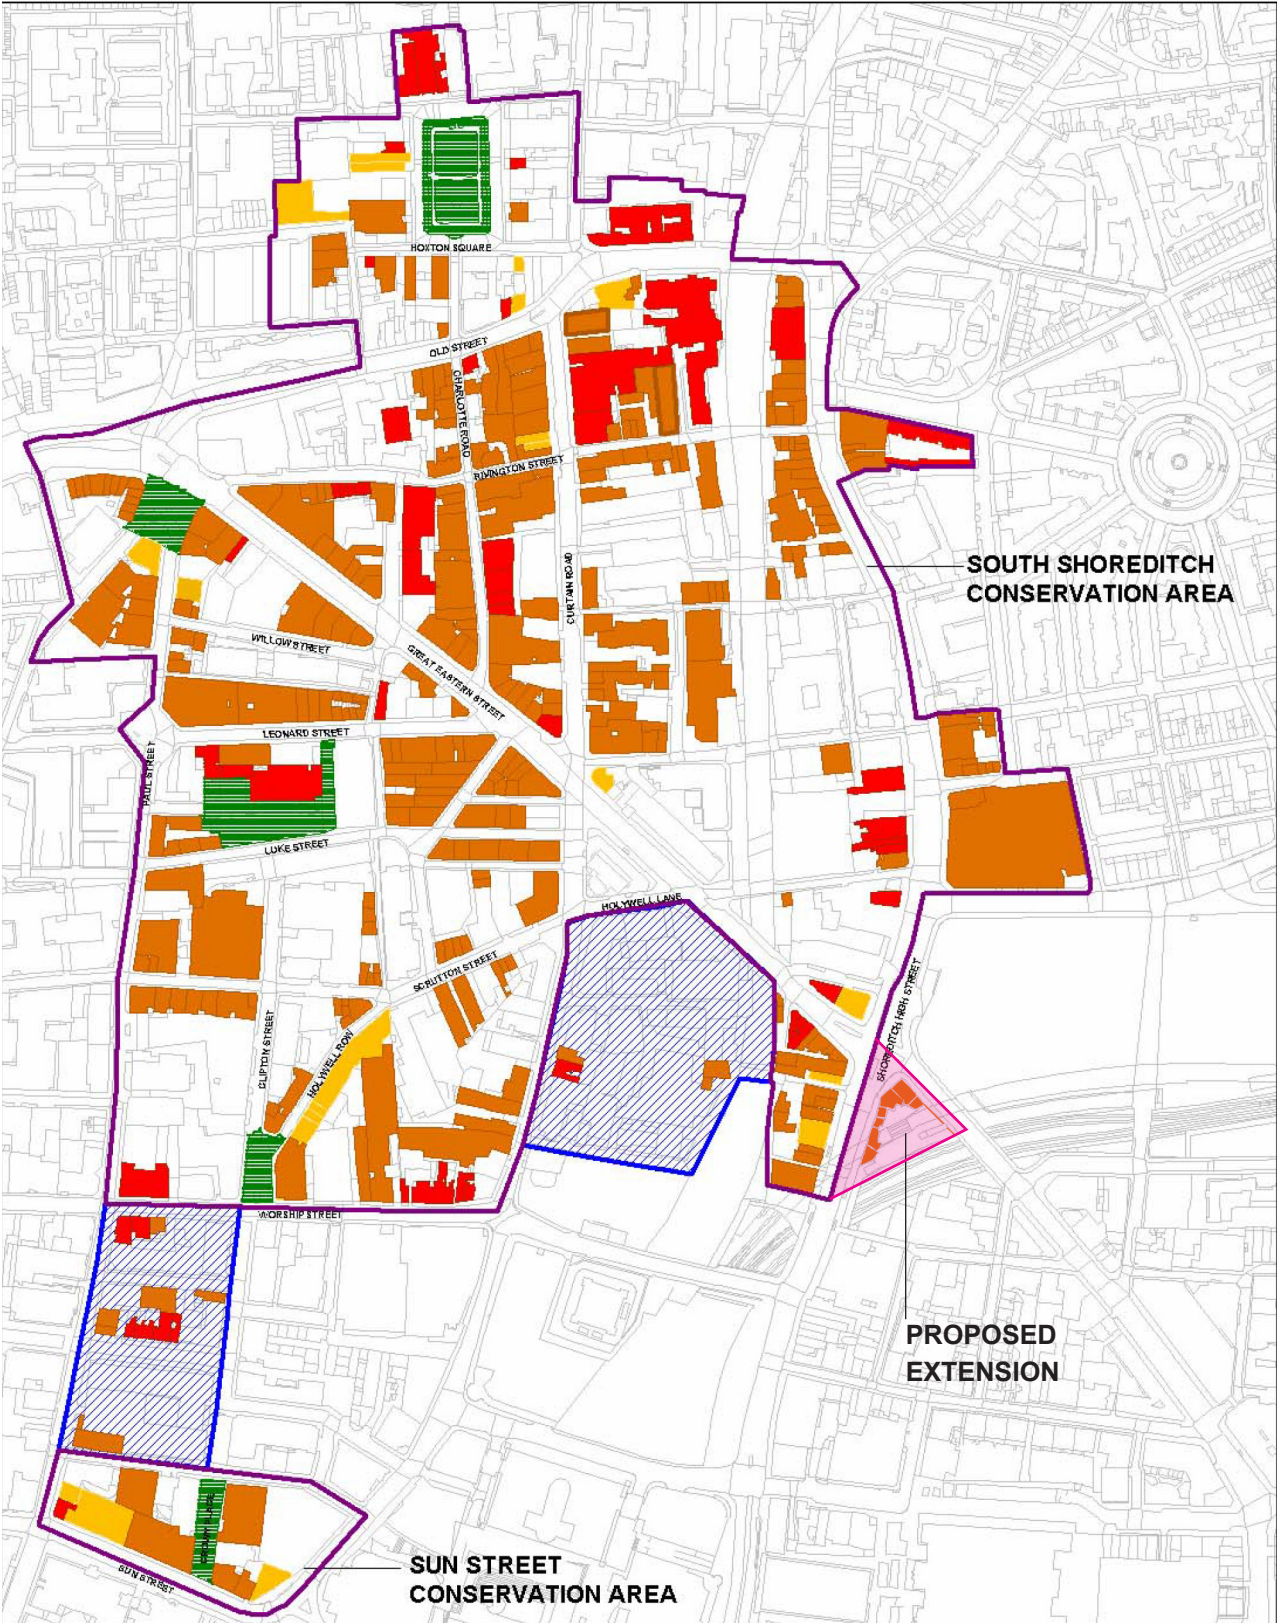 HOXTON SQUARE
OLD STREET
CHARLOTTE ROAD
RIVINGTON STREET
SOUTH SHOREDITCH
CONSERVATION AREA
CURTAIN ROAD
WILLOW STREET
GREAT EASTERN STREET
LEONARD STREET
PAUL STREET
LUKE STREET
HOLYWELL LANE
SCRUTTON STREET
SHOREDITCH HIGH STREET
CLIFTON STREET
HOLYWELL ROW
WORSHIP STREET
PROPOSED
EXTENSION
SUN STREET
CONSERVATION AREA
SUN STREET